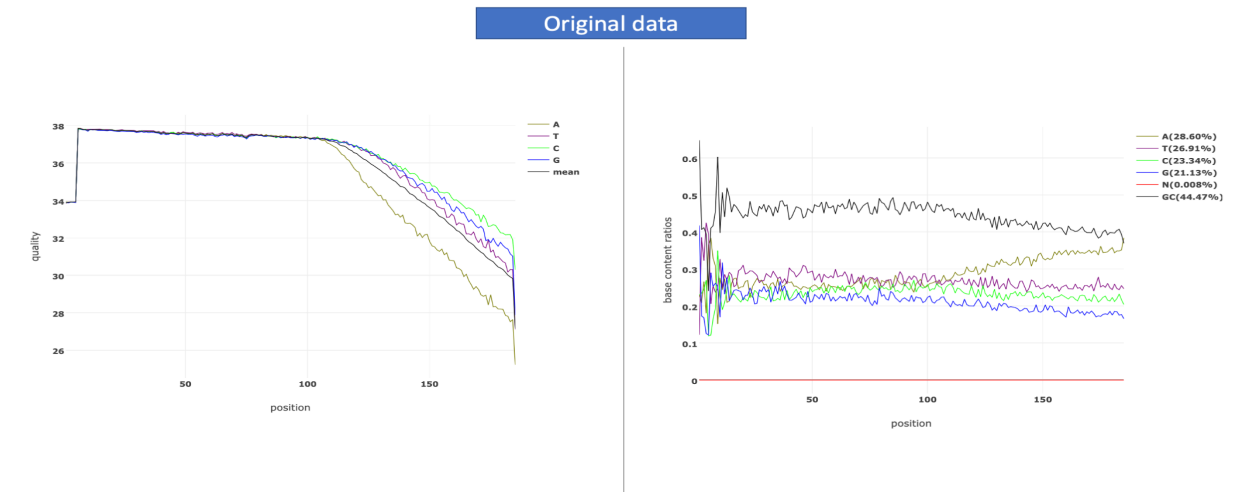 Original data
38
36
34
32
30
28
26
quality
50
100
150
position
A
T
C
G
mean
0.6
0.5
0.4
0.3
0.2
0.1
0
base content ratios
50
100
150
position
A(28.60%)
T(26.91%)
C(23.34%)
G(21.13%)
N(0.008%)
GC(44.47%)